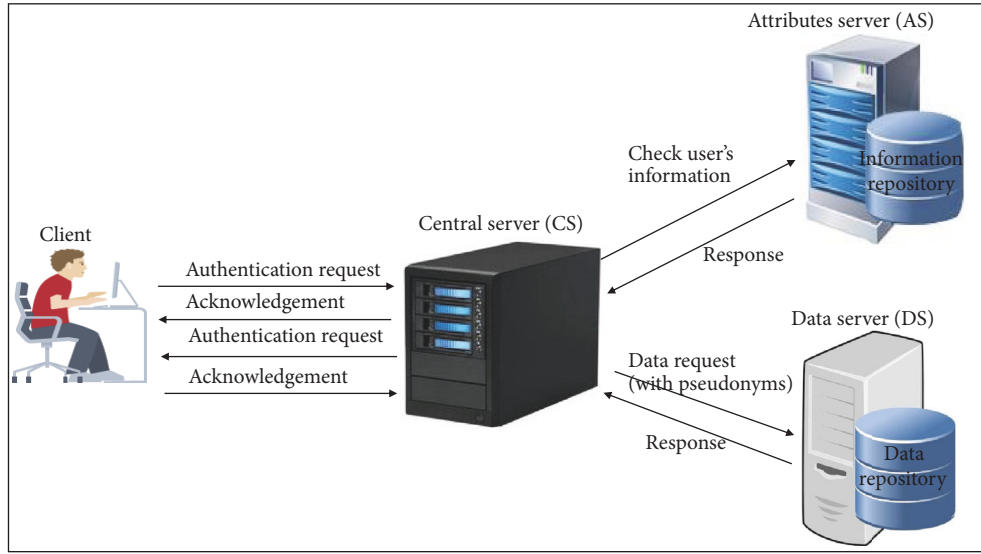 Attributes server (AS)
Information
repository
Check user's
information
Response
Central server (CS)
Client
Authentication request
Acknowledgement
Authentication request
Acknowledgement
Data server (DS)
Data request
(with pseudonyms)
Response
Data
repository